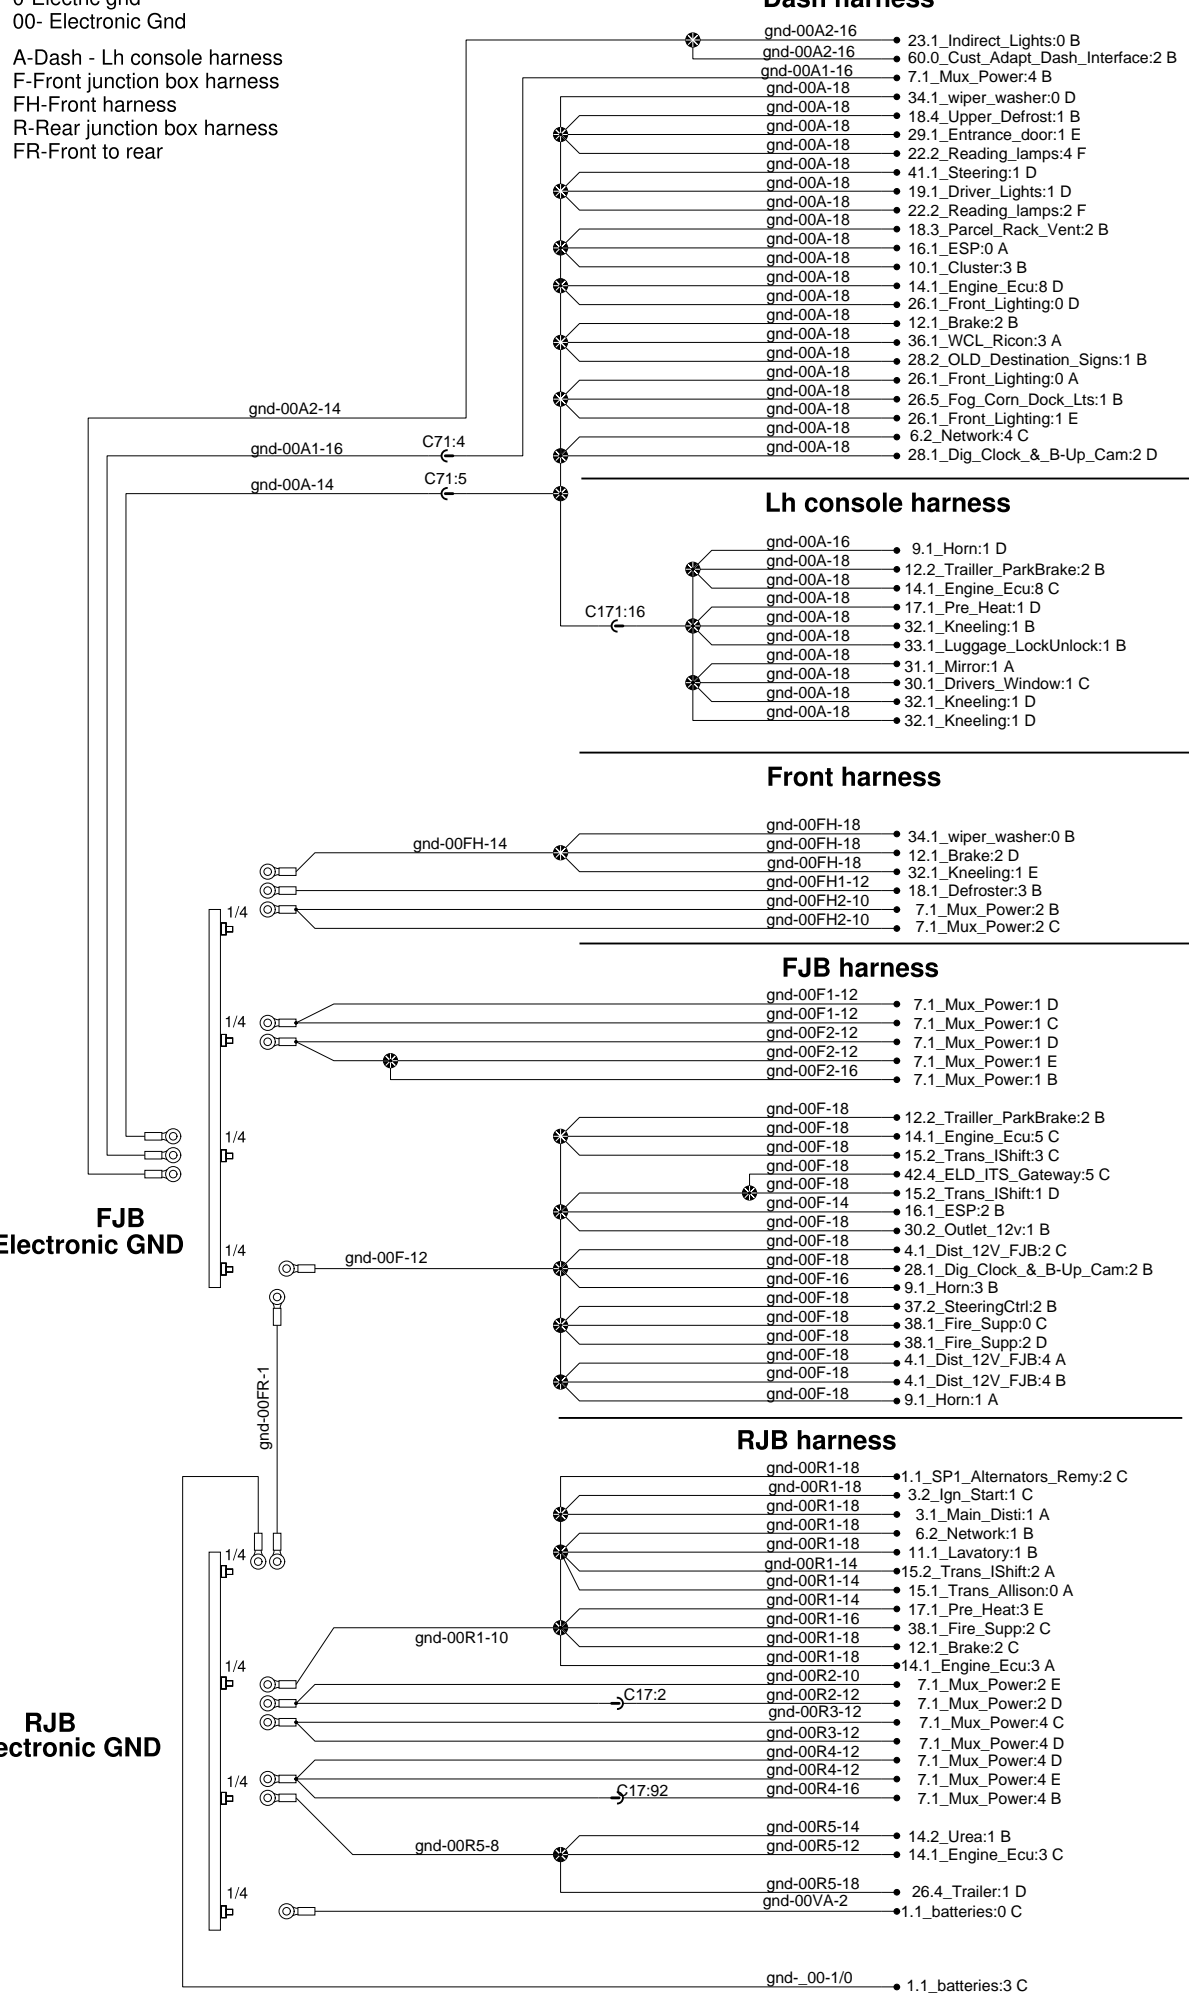 00- Electronic Gnd
A-Dash - Lh console harness
F-Front junction box harness
FH-Front harness
R-Rear junction box harness
FR-Front to rear
Dash harness
gnd-00A2-16 23.1_Indirect_Lights:0 B
gnd-00A2-16 60.0_Cust_Adapt_Dash_Interface:2 B
gnd-00A1-16 7.1_Mux_Power:4 B
gnd-00A-18 34.1_wiper_washer:0 D
gnd-00A-18 18.4_Upper_Defrost:1 B
gnd-00A-18 29.1_Entrance_door:1 E
gnd-00A-18 22.2_Reading_lamps:4 F
gnd-00A-18 41.1_Steering:1 D
gnd-00A-18 19.1_Driver_Lights:1 D
gnd-00A-18 22.2_Reading_lamps:2 F
gnd-00A-18 18.3_Parcel_Rack_Vent:2 B
gnd-00A-18 16.1_ESP:0 A
gnd-00A-18 10.1_Cluster:3 B
gnd-00A-18 14.1_Engine_Ecu:8 D
gnd-00A-18 26.1_Front_Lighting:0 D
gnd-00A-18 12.1_Brake:2 B
gnd-00A-18 36.1_WCL_Ricon:3 A
gnd-00A-18 28.2_OLD_Destination_Signs:1 B
gnd-00A-18 26.1_Front_Lighting:0 A
gnd-00A-18 26.5_Fog_Corn_Dock_Lts:1 B
gnd-00A-18 26.1_Front_Lighting:1 E
gnd-00A-18 6.2_Network:4 C
gnd-00A-18 28.1_Dig_Clock_&_B-Up_Cam:2 D
gnd-00A2-14
gnd-00A1-16 C71:4
gnd-00A-14 C71:5
Lh console harness
gnd-00A-16 9.1_Horn:1 D
gnd-00A-18 12.2_Trailler_ParkBrake:2 B
gnd-00A-18 14.1_Engine_Ecu:8 C
gnd-00A-18 17.1_Pre_Heat:1 D
C171:16 gnd-00A-18 32.1_Kneeling:1 B
gnd-00A-18 33.1_Luggage_LockUnlock:1 B
gnd-00A-18 31.1_Mirror:1 A
gnd-00A-18 30.1_Drivers_Window:1 C
gnd-00A-18 32.1_Kneeling:1 D
gnd-00A-18 32.1_Kneeling:1 D
Front harness
gnd-00FH-18 34.1_wiper_washer:0 B
gnd-00FH-14 gnd-00FH-18 12.1_Brake:2 D
gnd-00FH-18 32.1_Kneeling:1 E
gnd-00FH1-12 18.1_Defroster:3 B
1/4 gnd-00FH2-10 7.1_Mux_Power:2 B
gnd-00FH2-10 7.1_Mux_Power:2 C
FJB harness
gnd-00F1-12 7.1_Mux_Power:1 D
1/4 gnd-00F1-12 7.1_Mux_Power:1 C
gnd-00F2-12 7.1_Mux_Power:1 D
gnd-00F2-12 7.1_Mux_Power:1 E
gnd-00F2-16 7.1_Mux_Power:1 B
gnd-00F-18 12.2_Trailler_ParkBrake:2 B
1/4 gnd-00F-18 14.1_Engine_Ecu:5 C
gnd-00F-18 15.2_Trans_IShift:3 C
gnd-00F-18 42.4_ELD_ITS_Gateway:5 C
gnd-00F-18 15.2_Trans_IShift:1 D
gnd-00F-14 16.1_ESP:2 B
gnd-00F-18 30.2_Outlet_12v:1 B
FJB
Electronic GND
1/4 gnd-00F-18 4.1_Dist_12V_FJB:2 C
gnd-00F-12 gnd-00F-18 28.1_Dig_Clock_&_B-Up_Cam:2 B
gnd-00F-16 9.1_Horn:3 B
gnd-00F-18 37.2_SteeringCtrl:2 B
gnd-00F-18 38.1_Fire_Supp:0 C
gnd-00F-18 38.1_Fire_Supp:2 D
gnd-00F-18 4.1_Dist_12V_FJB:4 A
gnd-00F-18 4.1_Dist_12V_FJB:4 B
gnd-00F-18 9.1_Horn:1 A
gnd-00FR-1
RJB harness
gnd-00R1-18 1.1_SP1_Alternators_Remy:2 C
gnd-00R1-18 3.2_Ign_Start:1 C
gnd-00R1-18 3.1_Main_Disti:1 A
gnd-00R1-18 6.2_Network:1 B
1/4 gnd-00R1-18 11.1_Lavatory:1 B
gnd-00R1-14 15.2_Trans_IShift:2 A
gnd-00R1-14 15.1_Trans_Allison:0 A
gnd-00R1-14 17.1_Pre_Heat:3 E
gnd-00R1-10 gnd-00R1-16 38.1_Fire_Supp:2 C
gnd-00R1-18 12.1_Brake:2 C
1/4 gnd-00R1-18 14.1_Engine_Ecu:3 A
gnd-00R2-10 7.1_Mux_Power:2 E
C17:2 gnd-00R2-12 7.1_Mux_Power:2 D
gnd-00R3-12 7.1_Mux_Power:4 C
gnd-00R3-12 7.1_Mux_Power:4 D
RJB
ectronic GND
gnd-00R4-12 7.1_Mux_Power:4 D
1/4 gnd-00R4-12 7.1_Mux_Power:4 E
C17:92 gnd-00R4-16 7.1_Mux_Power:4 B
gnd-00R5-14 14.2_Urea:1 B
gnd-00R5-8 gnd-00R5-12 14.1_Engine_Ecu:3 C
1/4 gnd-00R5-18 26.4_Trailer:1 D
gnd-00VA-2 1.1_batteries:0 C
gnd-_00-1/0 1.1_batteries:3 C